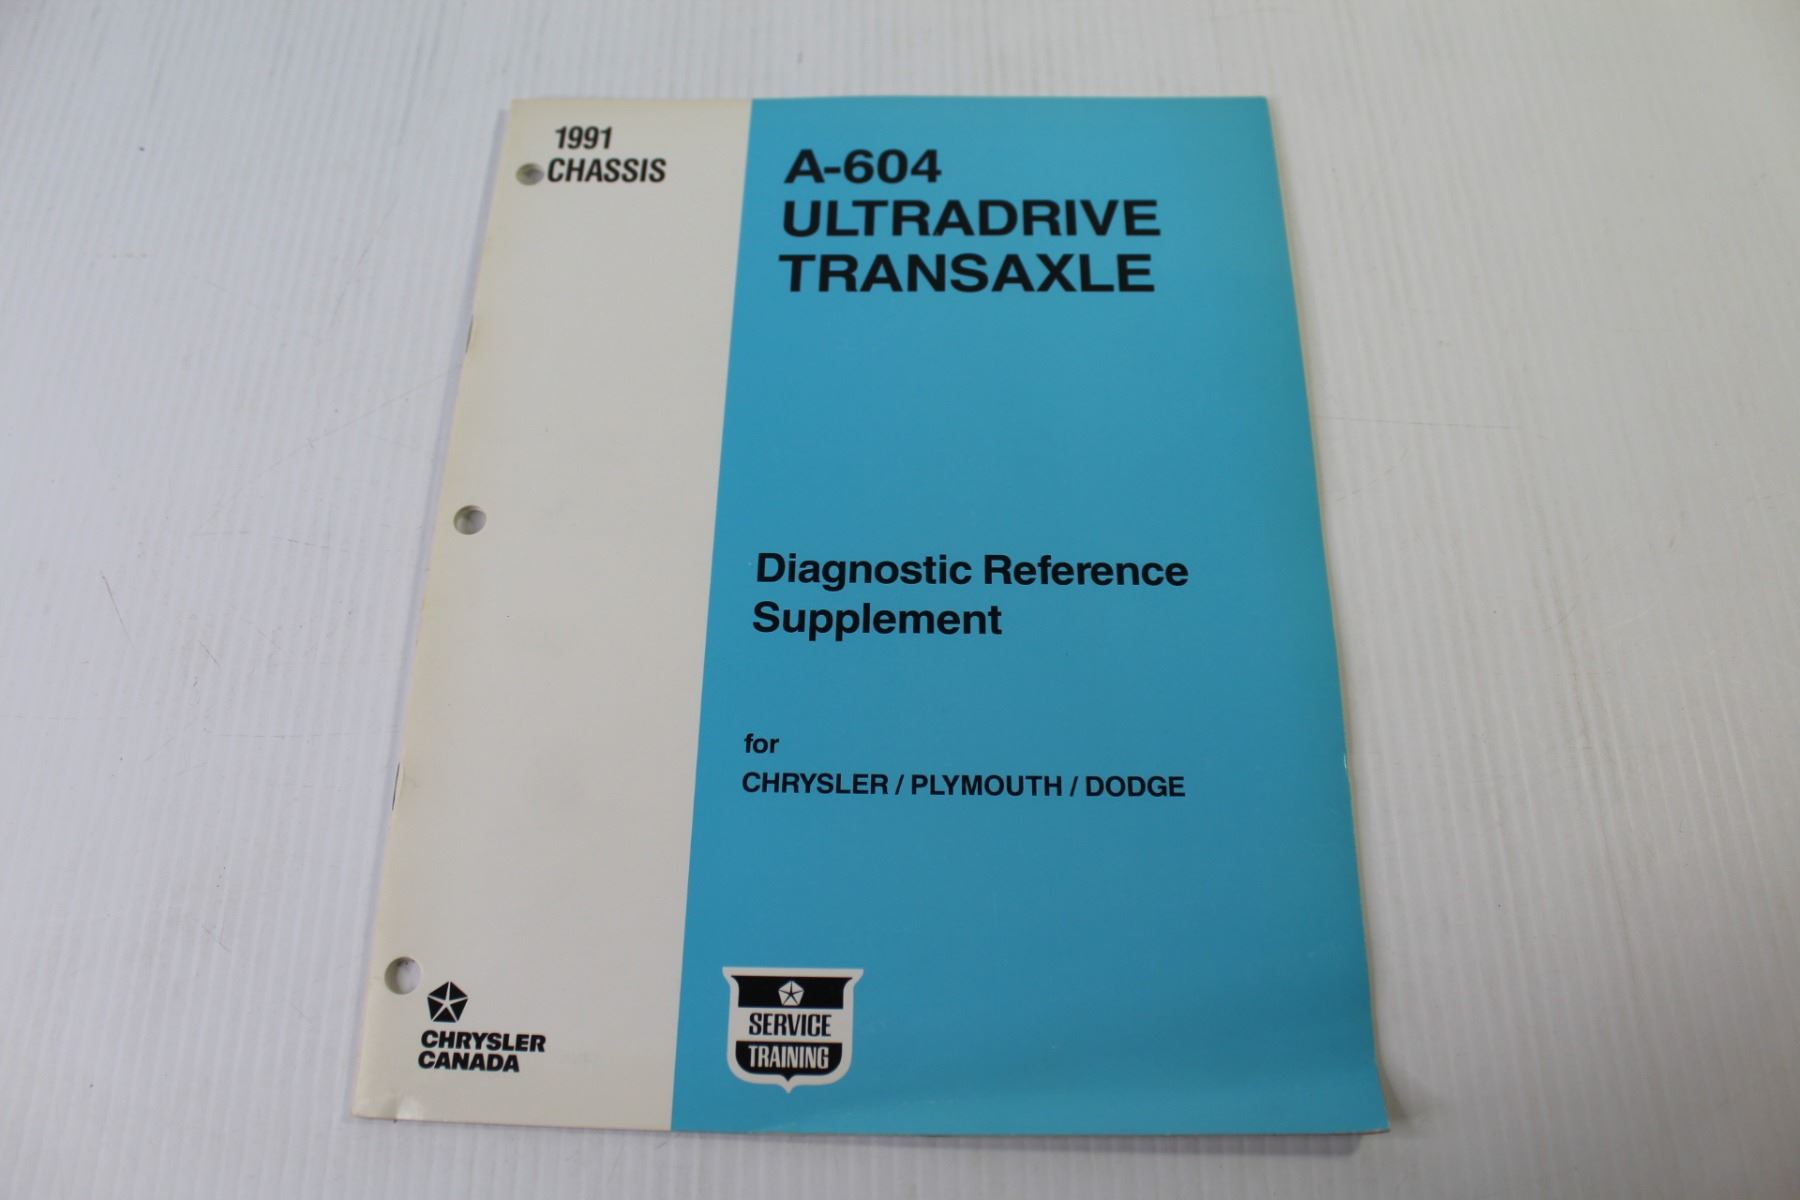 1991
CHASSIS
A-604
ULTRADRIVE
TRANSAXLE
Diagnostic Reference
Supplement
for
CHRYSLER / PLYMOUTH / DODGE
CHRYSLER
CANADA
SERVICE
TRAINING